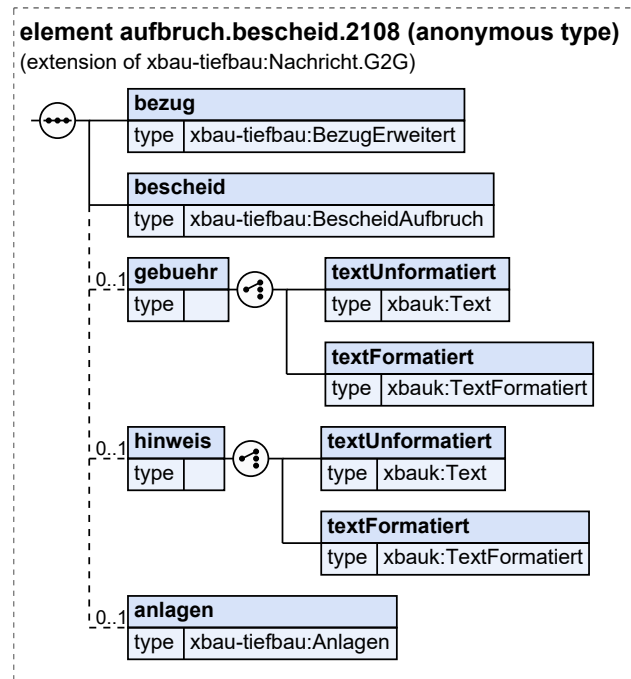 element aufbruch.bescheid.2108 (anonymous type)
(extension of xbau-tiefbau:Nachricht.G2G)
bezug
type xbau-tiefbau:BezugErweitert
bescheid
type xbau-tiefbau:BescheidAufbruch
0..1 gebuehr
type
textUnformatiert
type xbauk:Text
textFormatiert
type xbauk:TextFormatiert
0..1 hinweis
type
textUnformatiert
type xbauk:Text
textFormatiert
type xbauk:TextFormatiert
0..1 anlagen
type xbau-tiefbau:Anlagen